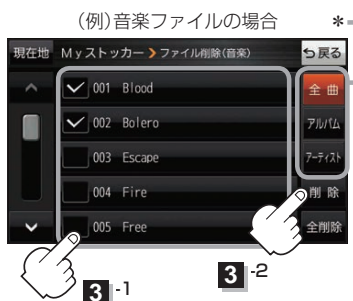 (例)音楽ファイルの場合
*
現在地 Myストッカー ファイル削除(音楽) 戻る
001 Blood
全曲
002 Bolero
アルバム
003 Escape
アーティスト
004 Fire
削除
005 Free
全削除
3-1
3-2